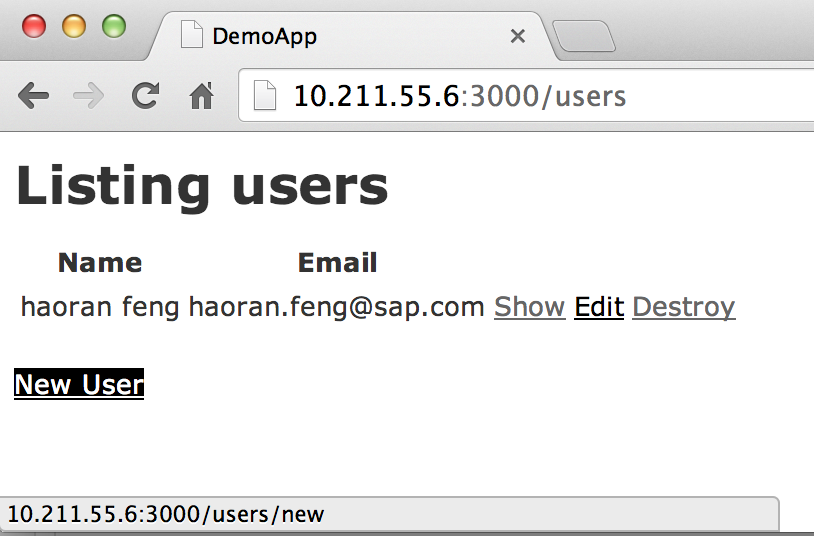 DemoApp
10.211.55.6:3000/users
Listing users
Name Email
haoran feng haoran.feng@sap.com Show Edit Destroy
New User
10.211.55.6:3000/users/new